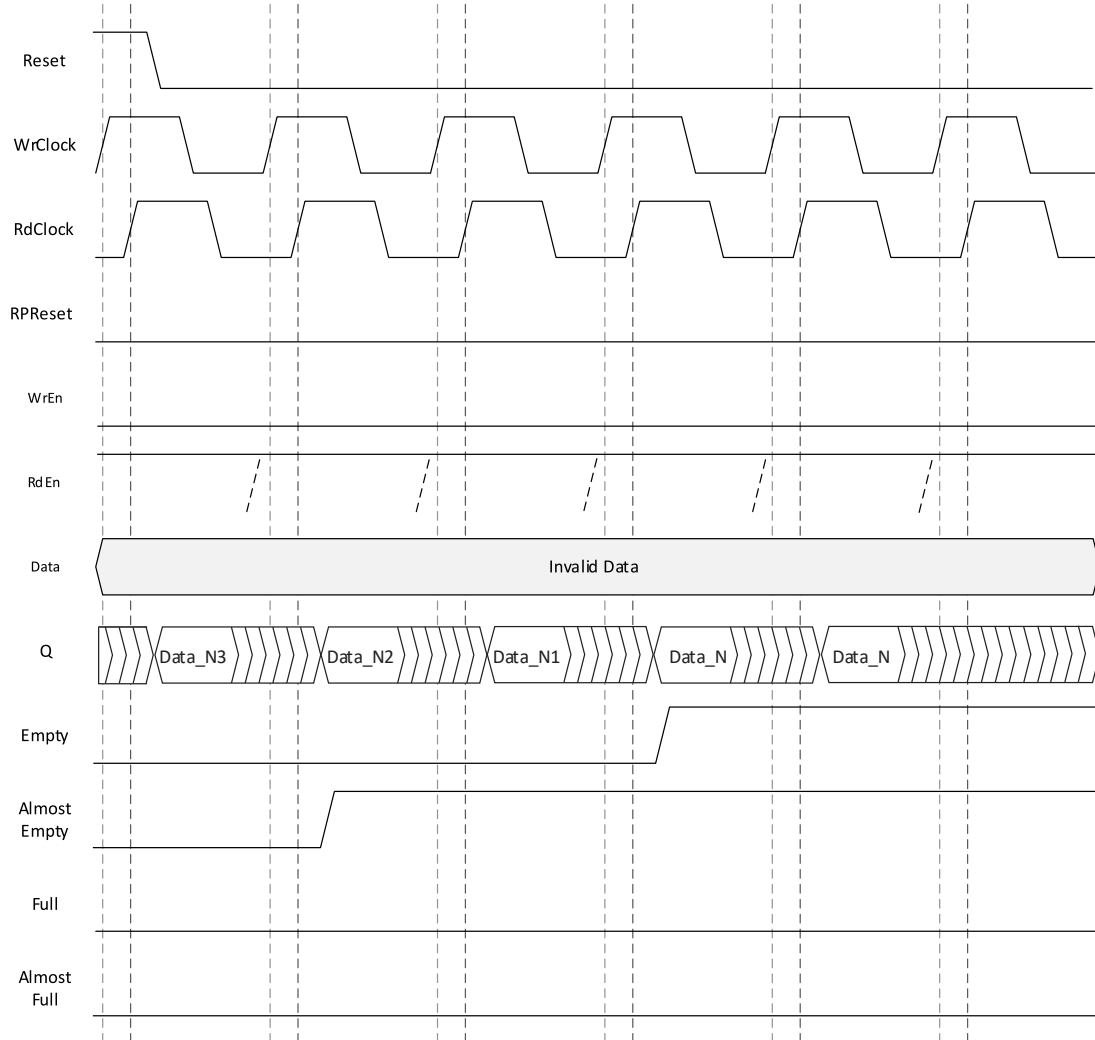 Reset
WrClock
RdClock
RPReset
WrEn
RdEn
Data
Invalid Data
Q
Data_N3
Data_N2
Data_N1
Data_N
Data_N
Empty
Almost
Empty
Full
Almost
Full